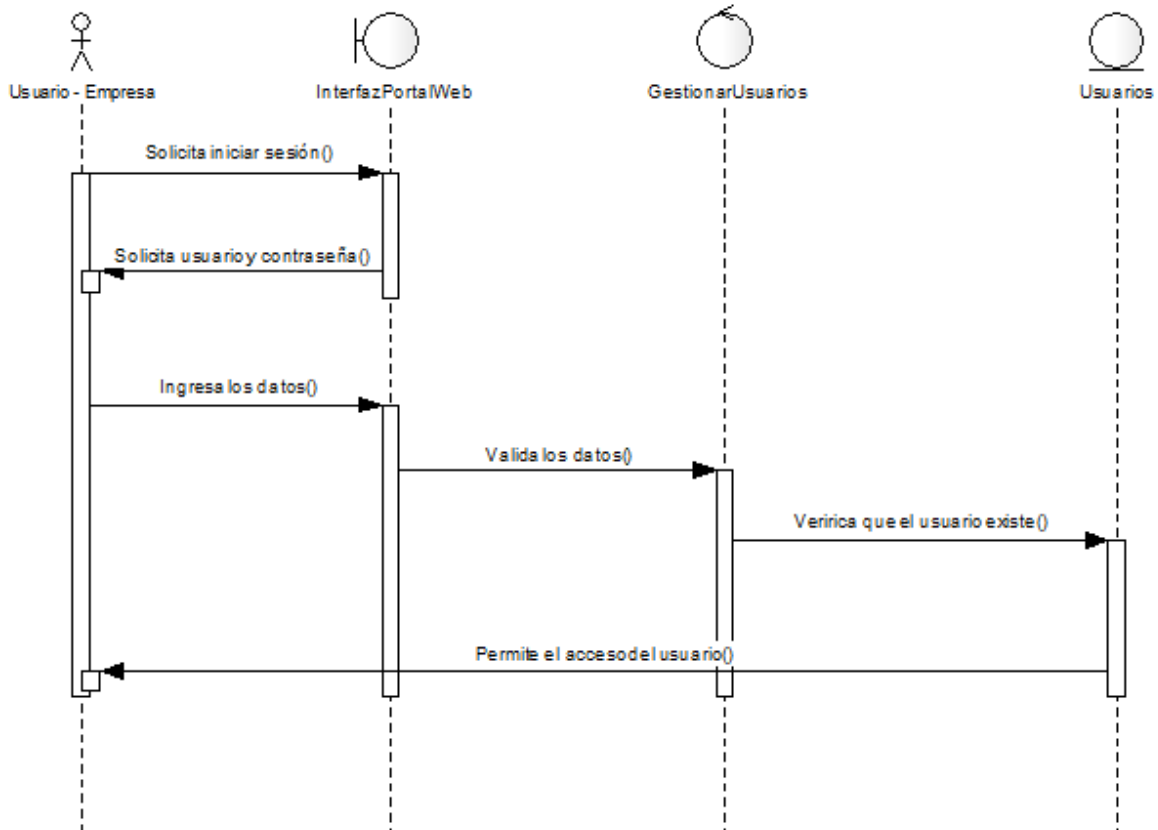 Usuario - Empresa InterfazPortalWeb GestionarUsuarios Usuarios
Solicita iniciar sesión()
Solicita usuario y contraseña()
Ingresa los datos()
Valida los datos()
Veririca que el usuario existe()
Permite el acceso del usuario()